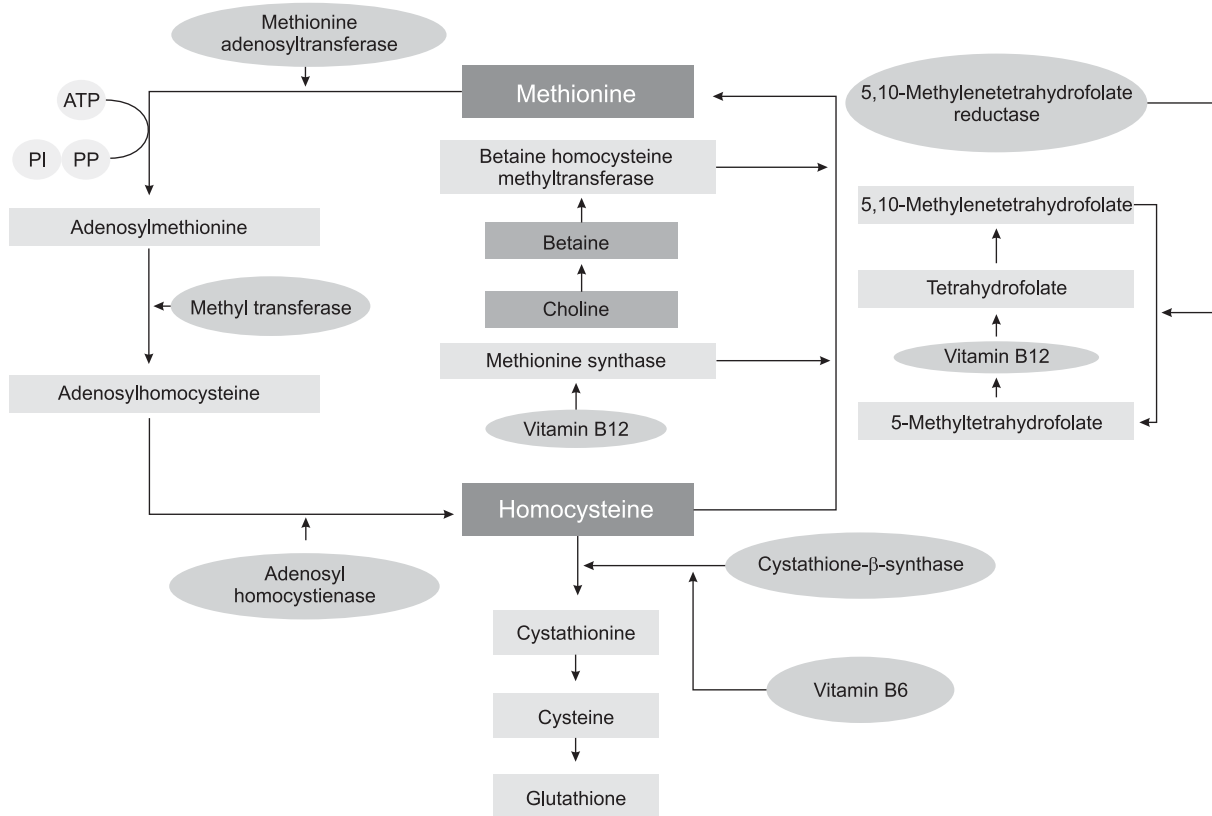 Methionine
adenosyltransferase
ATP
PI
PP
Methionine
5,10-Methylenetetrahydrofolate
reductase
Betaine homocysteine
methyltransferase
Betaine
Choline
Methionine synthase
Vitamin B12
Adenosylmethionine
Methyl transferase
Adenosylhomocysteine
5,10-Methylenetetrahydrofolate
Tetrahydrofolate
Vitamin B12
5-Methyltetrahydrofolate
Homocysteine
Adenosyl
homocystienase
Cystathione-β-synthase
Cystathionine
Vitamin B6
Cysteine
Glutathione